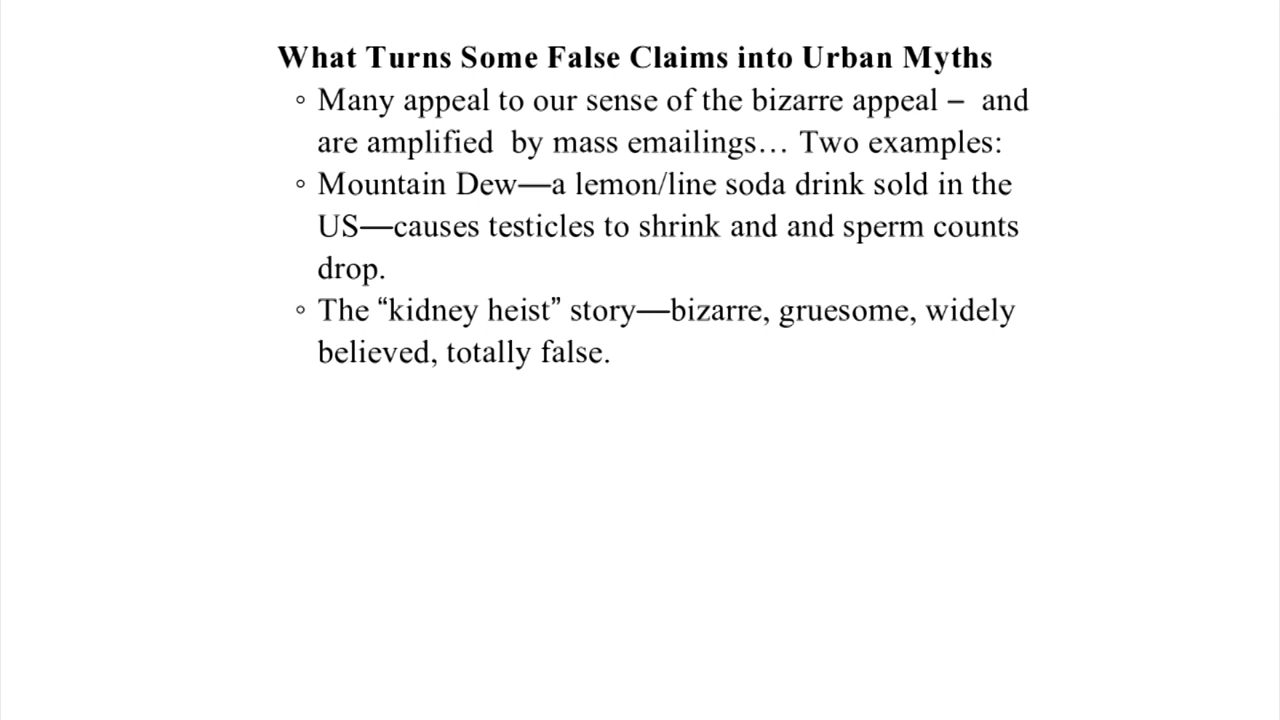 What Turns Some False Claims into Urban Myths
◦ Many appeal to our sense of the bizarre appeal – and
are amplified by mass emailings… Two examples:
◦ Mountain Dew—a lemon/line soda drink sold in the
US—causes testicles to shrink and and sperm counts
drop.
◦ The “kidney heist” story—bizarre, gruesome, widely
believed, totally false.